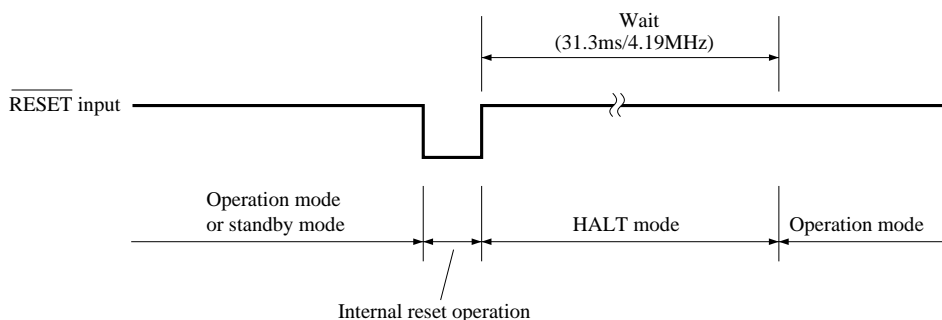 Wait
(31.3ms/4.19MHz)
RESET input
Operation mode
or standby mode
HALT mode
Operation mode
Internal reset operation